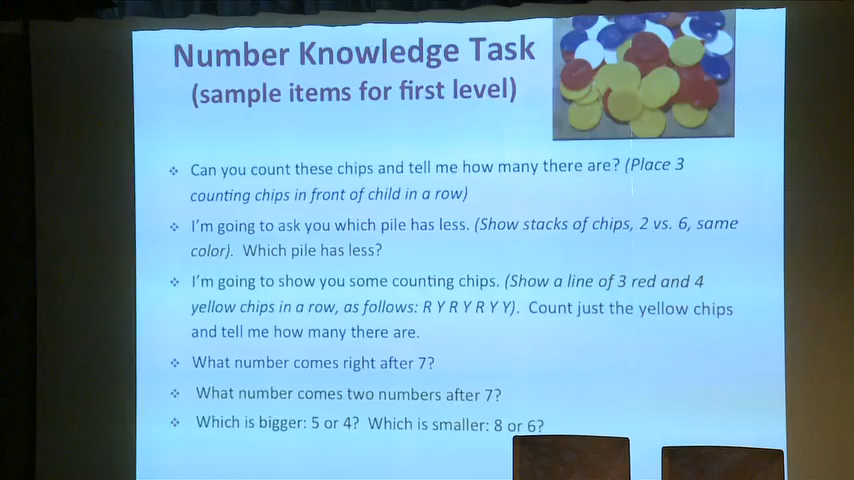 Number Knowledge Task
(sample items for first level)
❖ Can you count these chips and tell me how many there are? (Place 3
counting chips in front of child in a row)
❖ I'm going to ask you which pile has less. (Show stacks of chips, 2 vs. 6, same
color). Which pile has less?
❖ I'm going to show you some counting chips. (Show a line of 3 red and 4
yellow chips in a row, as follows: R Y R Y R Y Y). Count just the yellow chips
and tell me how many there are.
❖ What number comes right after 7?
❖ What number comes two numbers after 7?
❖ Which is bigger: 5 or 4? Which is smaller: 8 or 6?